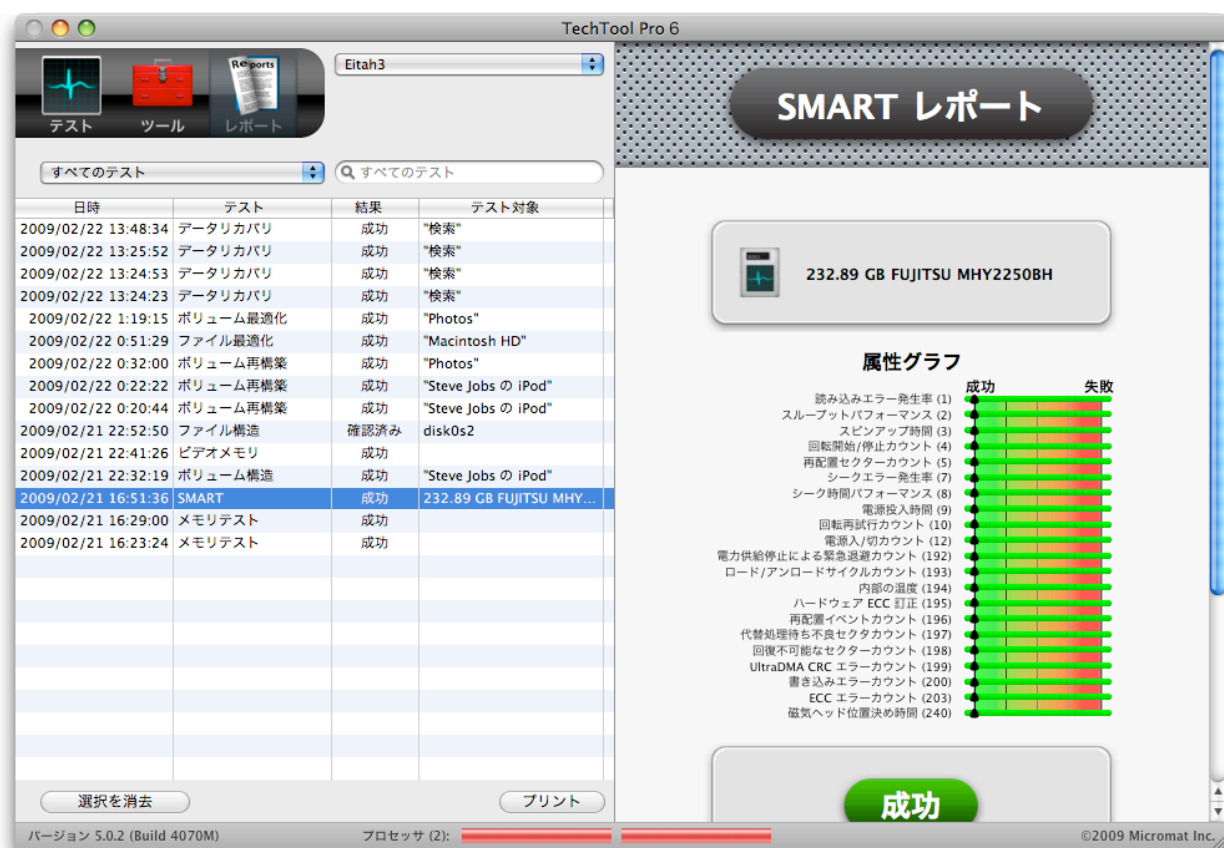 TechTool Pro 6
Reports
テスト ツール レポート
Eitah3
すべてのテスト
すべてのテスト
日時 テスト 結果 テスト対象
2009/02/22 13:48:34 データリカバリ 成功 "検索"
2009/02/22 13:25:52 データリカバリ 成功 "検索"
2009/02/22 13:24:53 データリカバリ 成功 "検索"
2009/02/22 13:24:23 データリカバリ 成功 "検索"
2009/02/22 1:19:15 ボリューム最適化 成功 "Photos"
2009/02/22 0:51:29 ファイル最適化 成功 "Macintosh HD"
2009/02/22 0:32:00 ボリューム再構築 成功 "Photos"
2009/02/22 0:22:22 ボリューム再構築 成功 "Steve Jobs の iPod"
2009/02/22 0:20:44 ボリューム再構築 成功 "Steve Jobs の iPod"
2009/02/21 22:52:50 ファイル構造 確認済み disk0s2
2009/02/21 22:41:26 ビデオメモリ 成功
2009/02/21 22:32:19 ボリューム構造 成功 "Steve Jobs の iPod"
2009/02/21 16:51:36 SMART 成功 232.89 GB FUJITSU MHY...
2009/02/21 16:29:00 メモリテスト 成功
2009/02/21 16:23:24 メモリテスト 成功
選択を消去 プリント
SMART レポート
232.89 GB FUJITSU MHY2250BH
属性グラフ
成功 失敗
読み込みエラー発生率 (1)
スループットパフォーマンス (2)
スピンアップ時間 (3)
回転開始/停止カウント (4)
再配置セクターカウント (5)
シークエラー発生率 (7)
シーク時間パフォーマンス (8)
電源投入時間 (9)
回転再試行カウント (10)
電源入/切カウント (12)
電力供給停止による緊急退避カウント (192)
ロード/アンロードサイクルカウント (193)
内部の温度 (194)
ハードウェア ECC 訂正 (195)
再配置イベントカウント (196)
代替処理待ち不良セクタカウント (197)
回復不可能なセクターカウント (198)
UltraDMA CRC エラーカウント (199)
書き込みエラーカウント (200)
ECC エラーカウント (203)
磁気ヘッド位置決め時間 (240)
成功
バージョン 5.0.2 (Build 4070M) プロセッサ (2): ©2009 Micromat Inc.